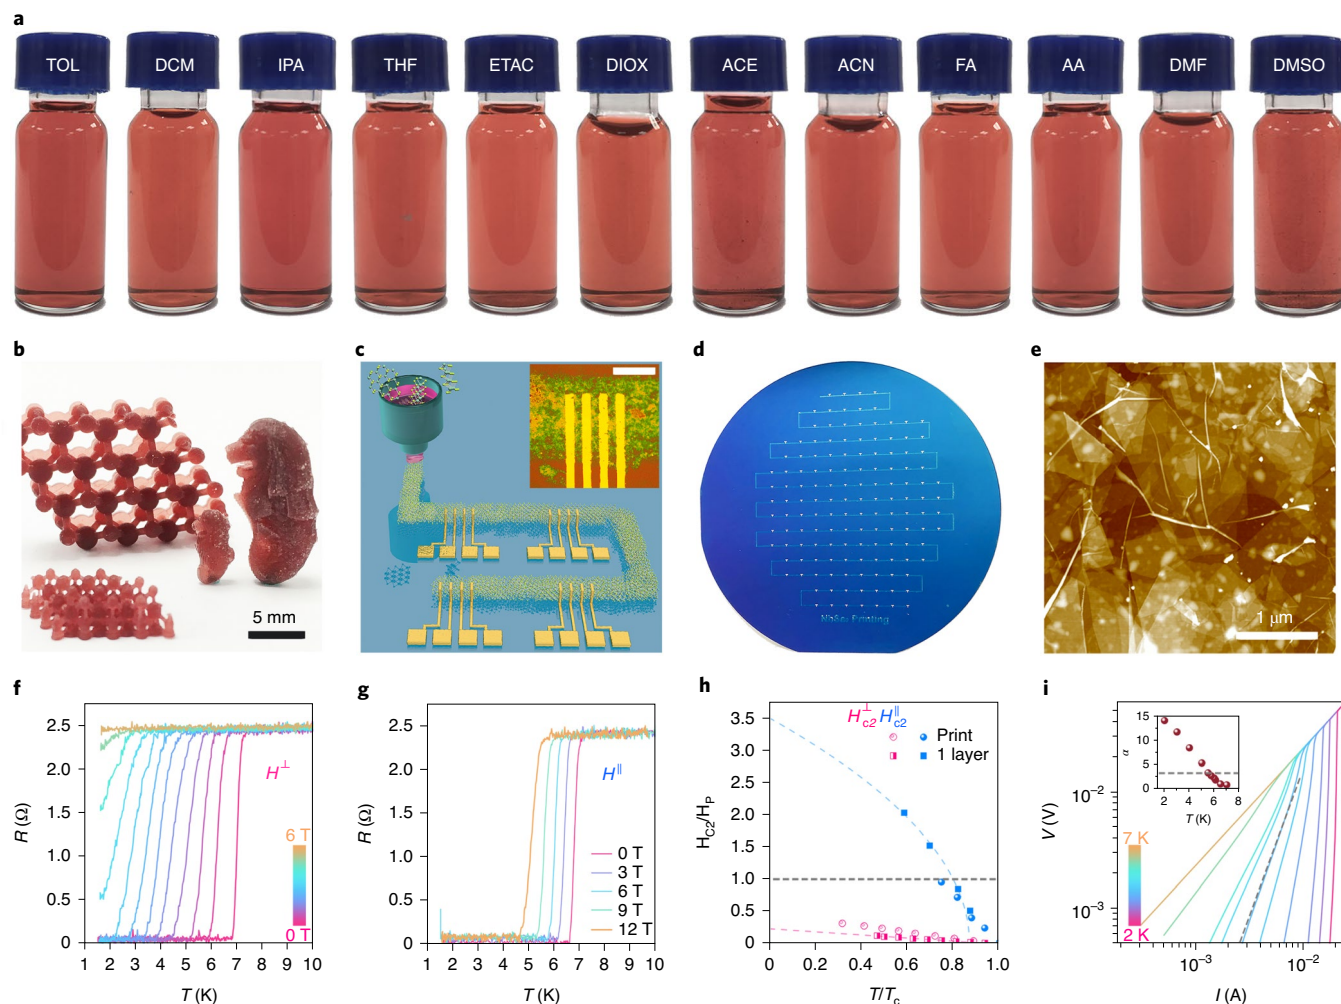 a
TOL DCM IPA THF ETAC DIOX ACE ACN FA AA DMF DMSO
b c d e
5 mm
NbSe₂ Printing
1 μm
f g h i
R (Ω)
2.5
2.0
1.5
1.0
0.5
0
H⊥
6 T
0 T
1 2 3 4 5 6 7 8 9 10
T (K)
R (Ω)
2.5
2.0
1.5
1.0
0.5
0
H∥
0 T
3 T
6 T
9 T
12 T
1 2 3 4 5 6 7 8 9 10
T (K)
H_C2/H_P
3.5
3.0
2.5
2.0
1.5
1.0
0.5
0
H⊥c2 H∥c2
Print
1 layer
0 0.2 0.4 0.6 0.8 1.0
T/Tc
V (V)
10⁻²
10⁻³
α
15
10
5
0
2 4 6 8
T (K)
7 K
2 K
10⁻³ 10⁻²
I (A)